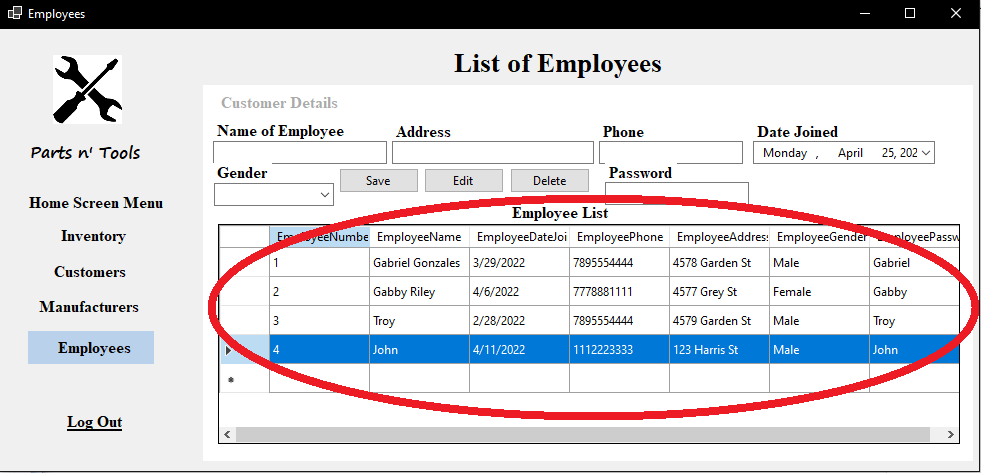 Employees
List of Employees
Customer Details
Parts n' Tools
Name of Employee Address Phone Date Joined
Monday , April 25, 202
Gender Save Edit Delete Password
Home Screen Menu
Inventory
Customers
Manufacturers
Employees
Log Out
Employee List
EmployeeNumbe EmployeeName EmployeeDateJoi EmployeePhone EmployeeAddress EmployeeGender EmployeePassw
1 Gabriel Gonzales 3/29/2022 7895554444 4578 Garden St Male Gabriel
2 Gabby Riley 4/6/2022 7778881111 4577 Grey St Female Gabby
3 Troy 2/28/2022 7895554444 4579 Garden St Male Troy
4 John 4/11/2022 1112223333 123 Harris St Male John